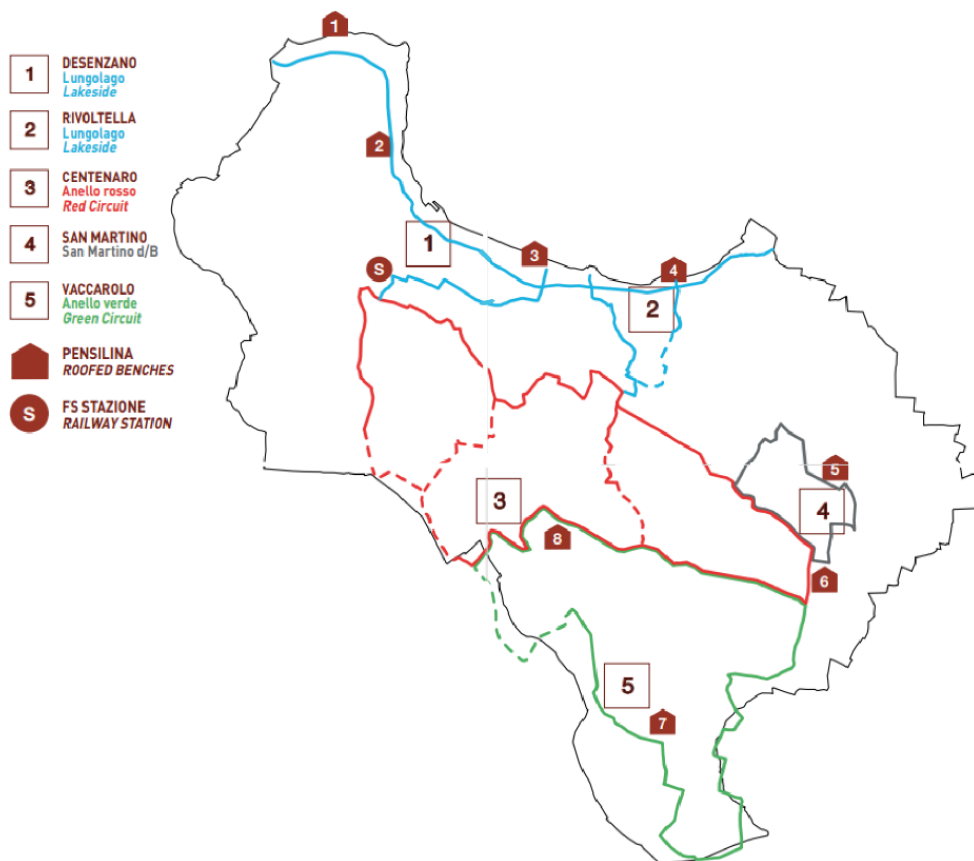 1
DESENZANO
Lungolago
Lakeside
2
RIVOLTELLA
Lungolago
Lakeside
3
CENTENARO
Anello rosso
Red Circuit
4
SAN MARTINO
San Martino d/B
5
VACCAROLO
Anello verde
Green Circuit
PENSILINA
ROOFED BENCHES
S
FS STAZIONE
RAILWAY STATION
1
2
1
3
S
4
2
5
3
4
8
6
5
7